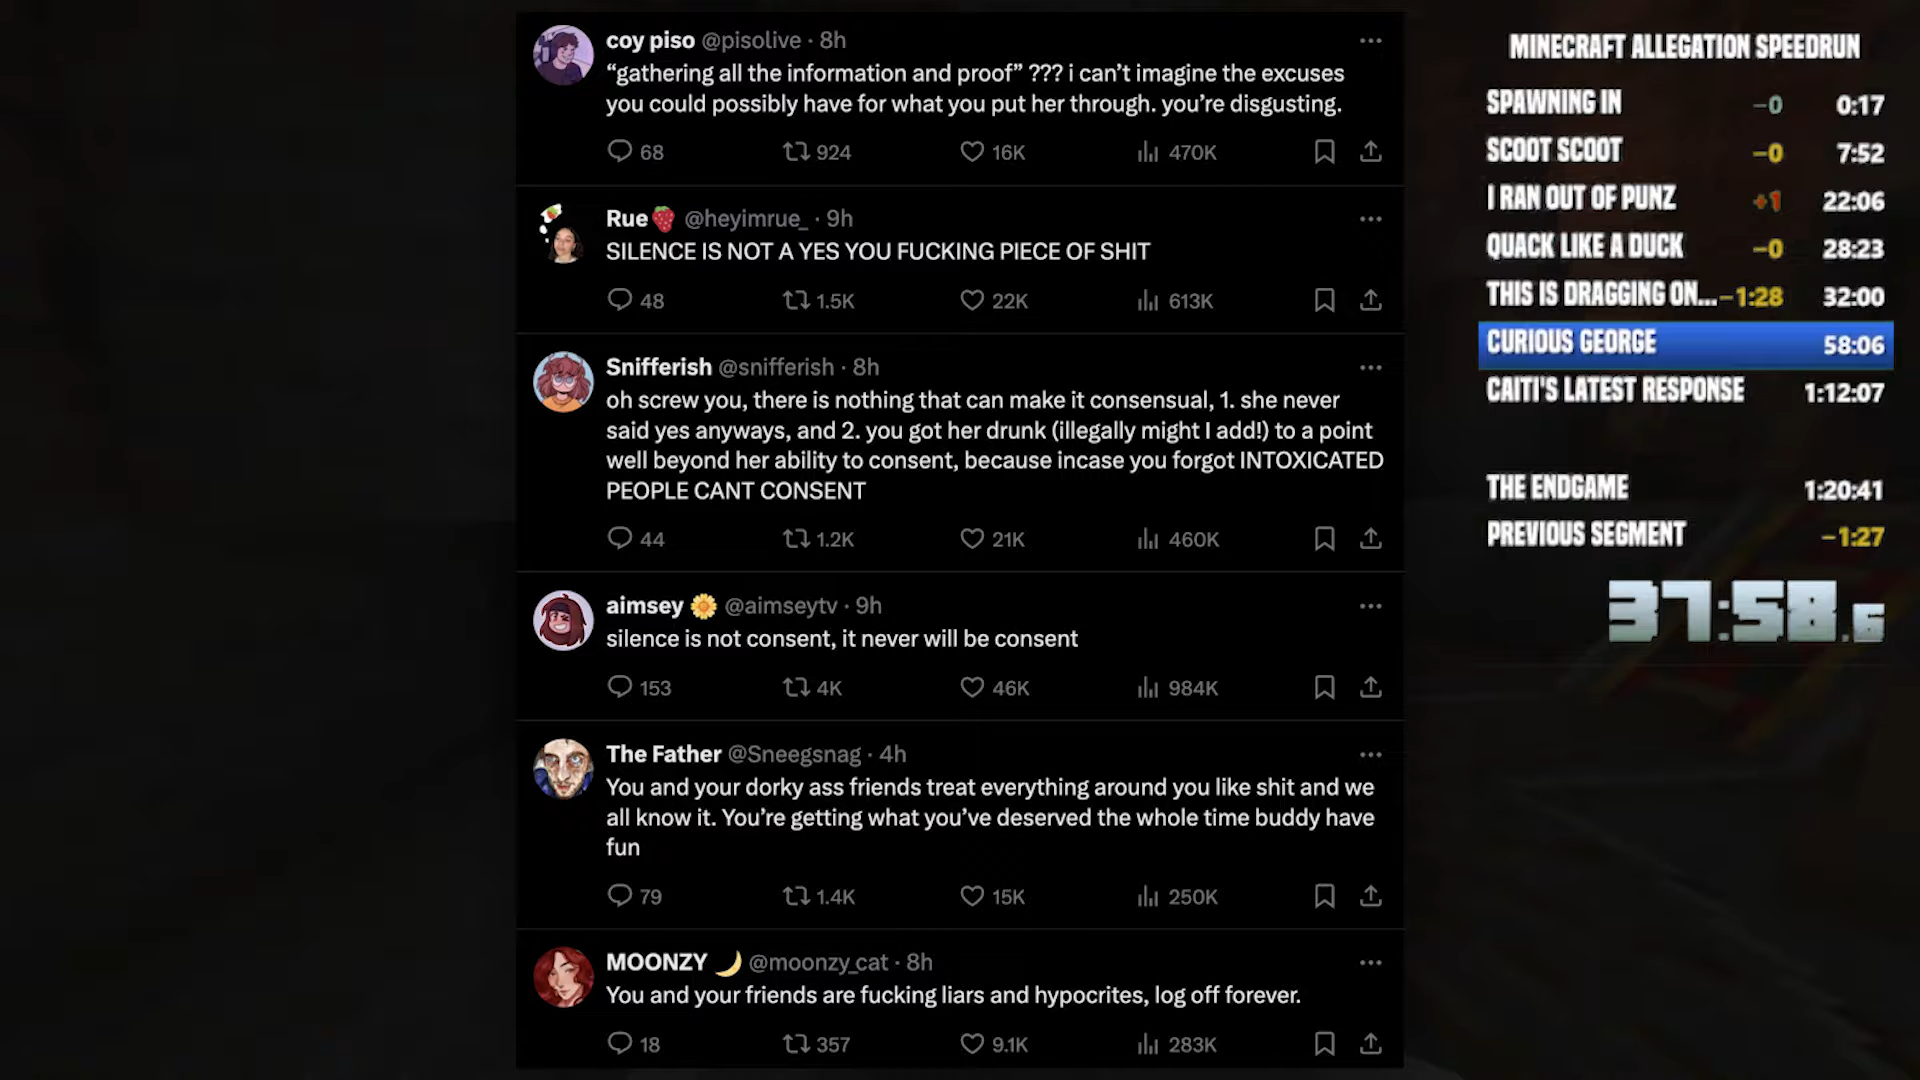 coy piso @pisolive · 8h
“gathering all the information and proof” ??? i can’t imagine the excuses
you could possibly have for what you put her through. you’re disgusting.
68 924 16K 470K
Rue🍓 @heyimrue_ · 9h
SILENCE IS NOT A YES YOU FUCKING PIECE OF SHIT
48 1.5K 22K 613K
Snifferish @snifferish · 8h
oh screw you, there is nothing that can make it consensual, 1. she never
said yes anyways, and 2. you got her drunk (illegally might I add!) to a point
well beyond her ability to consent, because incase you forgot INTOXICATED
PEOPLE CANT CONSENT
44 1.2K 21K 460K
aimsey 🌼 @aimseytv · 9h
silence is not consent, it never will be consent
153 4K 46K 984K
The Father @Sneegsnag · 4h
You and your dorky ass friends treat everything around you like shit and we
all know it. You’re getting what you’ve deserved the whole time buddy have
fun
79 1.4K 15K 250K
MOONZY 🌙 @moonzy_cat · 8h
You and your friends are fucking liars and hypocrites, log off forever.
18 357 9.1K 283K
MINECRAFT ALLEGATION SPEEDRUN
SPAWNING IN −0 0:17
SCOOT SCOOT −0 7:52
I RAN OUT OF PUNZ +1 22:06
QUACK LIKE A DUCK −0 28:23
THIS IS DRAGGING ON... −1:28 32:00
CURIOUS GEORGE 58:06
CAITI'S LATEST RESPONSE 1:12:07
THE ENDGAME 1:20:41
PREVIOUS SEGMENT −1:27
37:58.6